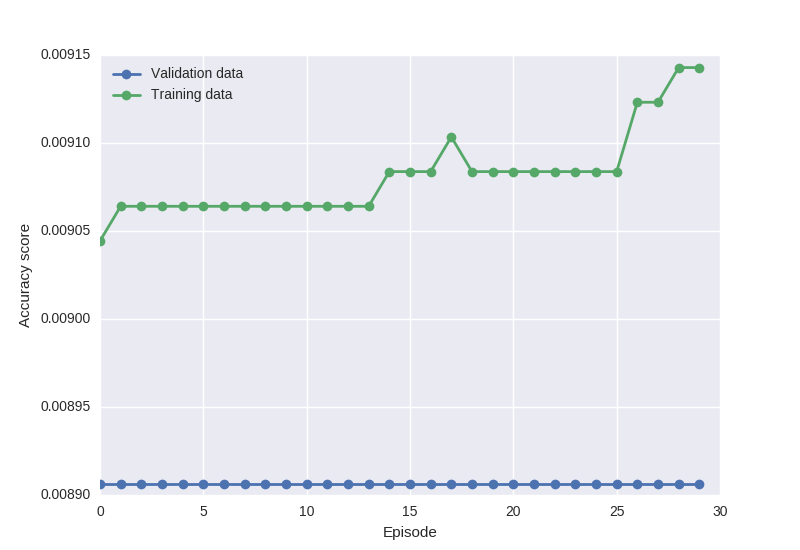 0.00915
0.00910
0.00905
0.00900
0.00895
0.00890
Accuracy score
Validation data
Training data
0 5 10 15 20 25 30
Episode